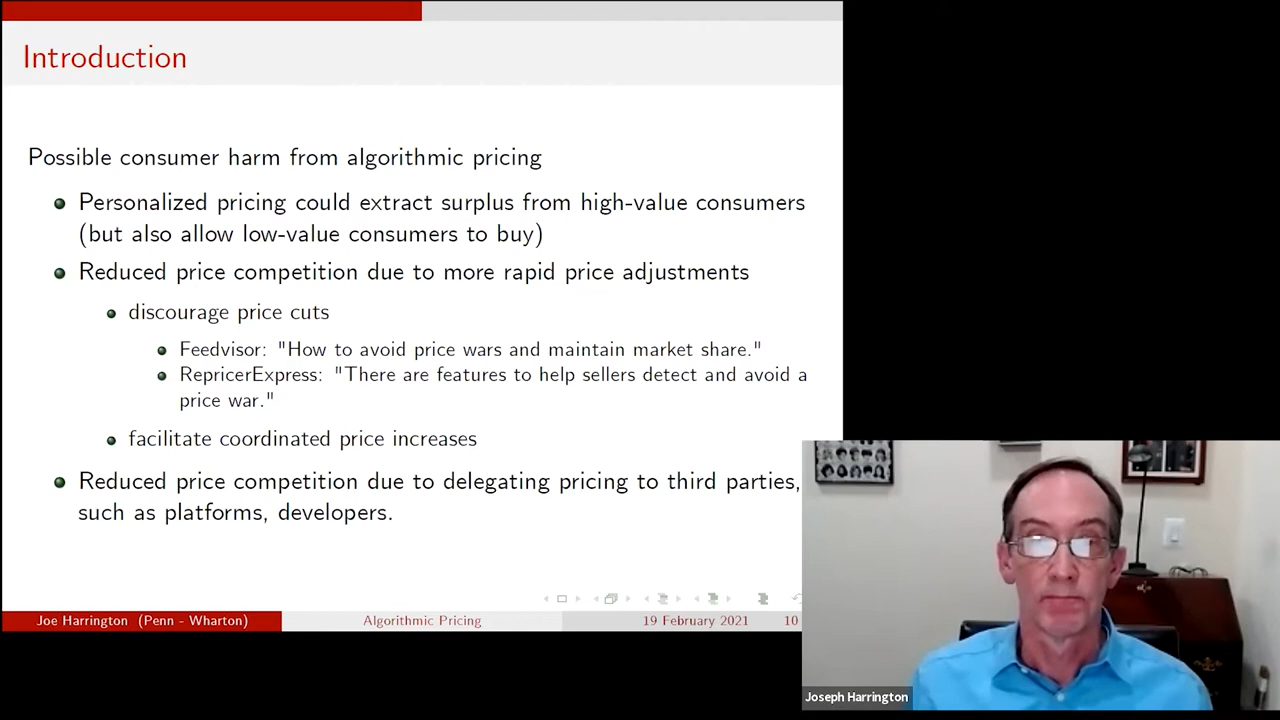 Introduction
Possible consumer harm from algorithmic pricing
Personalized pricing could extract surplus from high-value consumers
(but also allow low-value consumers to buy)
Reduced price competition due to more rapid price adjustments
discourage price cuts
Feedvisor: "How to avoid price wars and maintain market share."
RepricerExpress: "There are features to help sellers detect and avoid a
price war."
facilitate coordinated price increases
Reduced price competition due to delegating pricing to third parties,
such as platforms, developers.
Joe Harrington (Penn - Wharton) Algorithmic Pricing 19 February 2021 10
Joseph Harrington